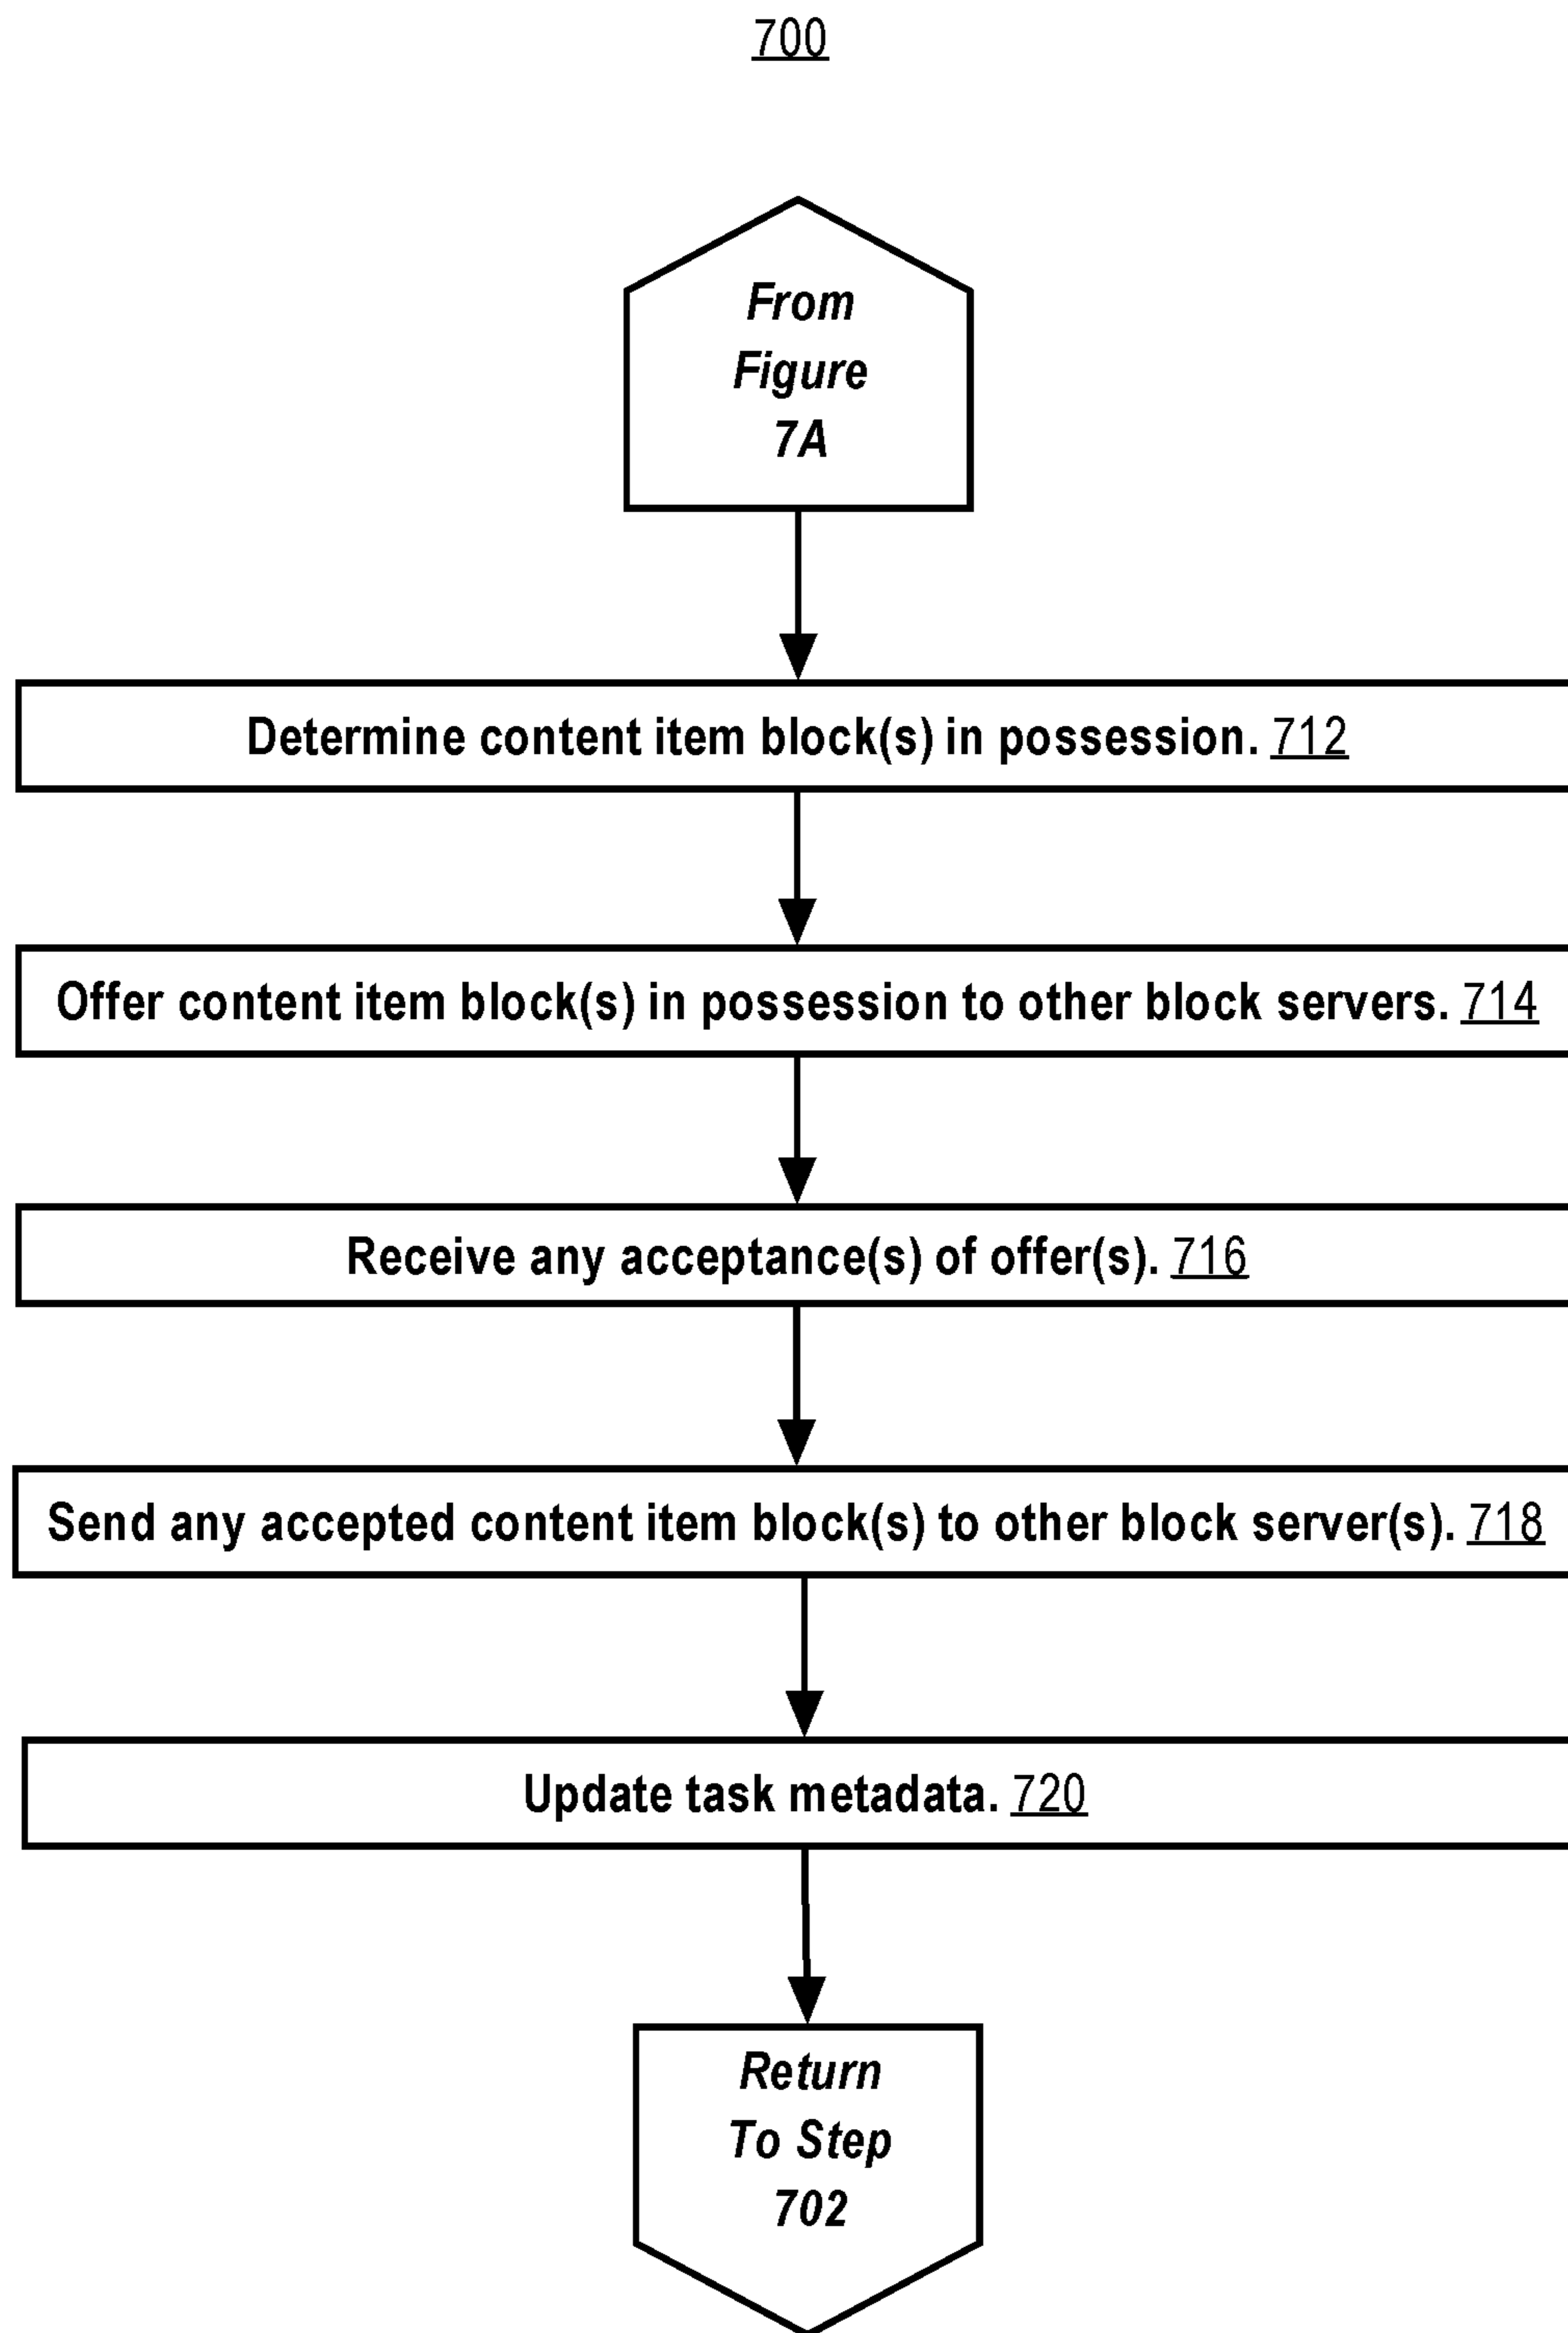 700
From
Figure
7A
Determine content item block(s) in possession. 712
Offer content item block(s) in possession to other block servers. 714
Receive any acceptance(s) of offer(s). 716
Send any accepted content item block(s) to other block server(s). 718
Update task metadata. 720
Return
To Step
702